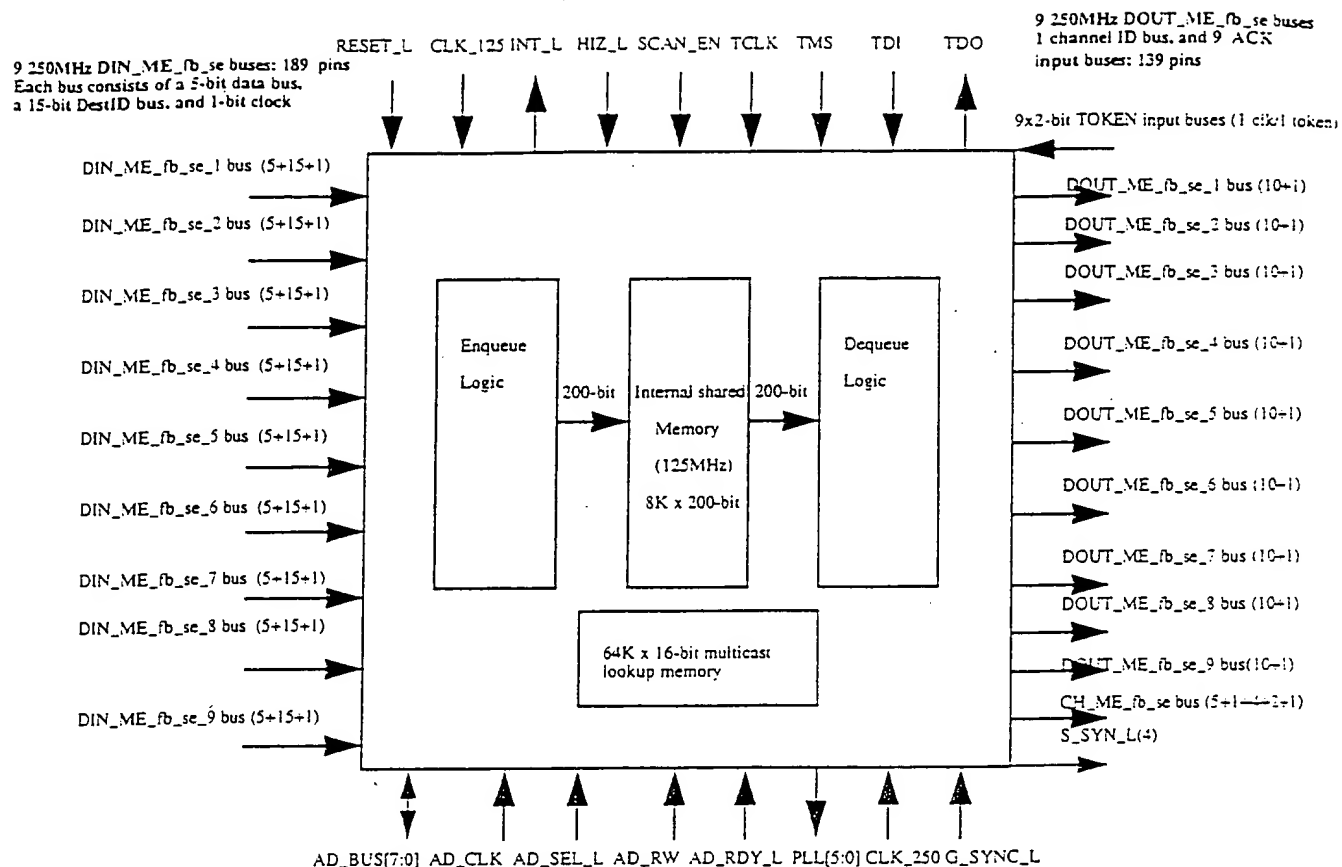 9 250MHz DOUT_ME_fb_se buses
1 channel ID bus, and 9 ACK
input buses: 139 pins
RESET_L CLK_125 INT_L HIZ_L SCAN_EN TCLK TMS TDI TDO
9 250MHz DIN_ME_fb_se buses: 189 pins
Each bus consists of a 5-bit data bus,
a 15-bit DestID bus, and 1-bit clock
9x2-bit TOKEN input buses (1 clk/1 token)
DIN_ME_fb_se_1 bus (5+15+1)
DIN_ME_fb_se_2 bus (5+15+1)
DIN_ME_fb_se_3 bus (5+15+1)
DIN_ME_fb_se_4 bus (5+15+1)
DIN_ME_fb_se_5 bus (5+15+1)
DIN_ME_fb_se_6 bus (5+15+1)
DIN_ME_fb_se_7 bus (5+15+1)
DIN_ME_fb_se_8 bus (5+15+1)
DIN_ME_fb_se_9 bus (5+15+1)
Enqueue
Logic
200-bit
Internal shared
Memory
(125MHz)
8K x 200-bit
200-bit
Dequeue
Logic
64K x 16-bit multicast
lookup memory
DOUT_ME_fb_se_1 bus (10+1)
DOUT_ME_fb_se_2 bus (10+1)
DOUT_ME_fb_se_3 bus (10+1)
DOUT_ME_fb_se_4 bus (10+1)
DOUT_ME_fb_se_5 bus (10+1)
DOUT_ME_fb_se_6 bus (10+1)
DOUT_ME_fb_se_7 bus (10+1)
DOUT_ME_fb_se_8 bus (10+1)
DOUT_ME_fb_se_9 bus(10+1)
CH_ME_fb_se bus
S_SYN_L(4)
AD_BUS[7:0] AD_CLK AD_SEL_L AD_RW AD_RDY_L PLL[5:0] CLK_250 G_SYNC_L